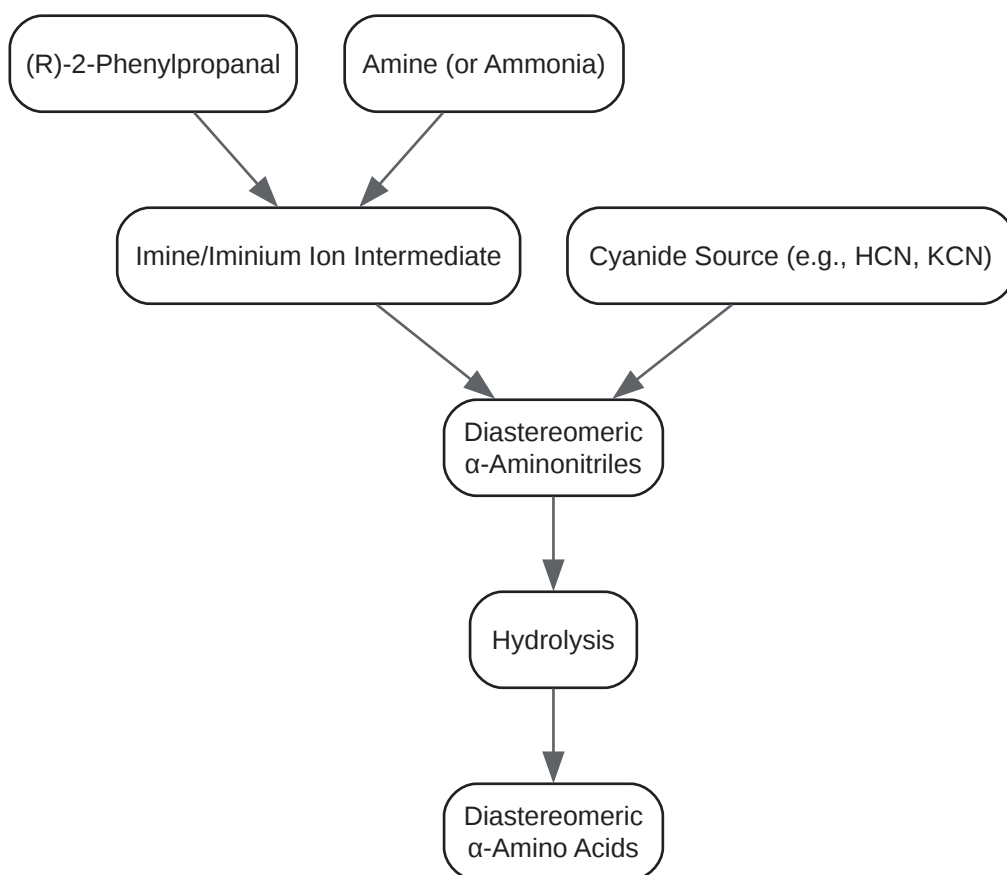 (R)-2-Phenylpropanal
Amine (or Ammonia)
Imine/Iminium Ion Intermediate
Cyanide Source (e.g., HCN, KCN)
Diastereomeric
α-Aminonitriles
Hydrolysis
Diastereomeric
α-Amino Acids